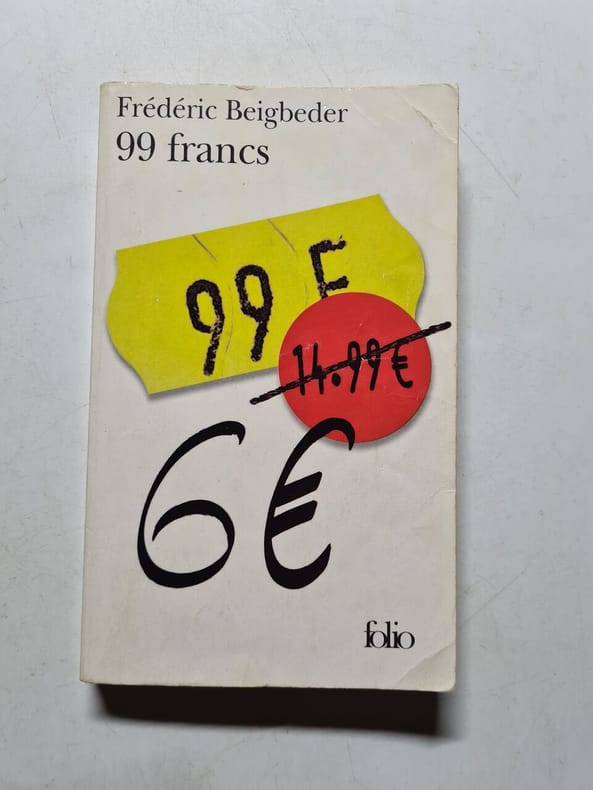 Frédéric Beigbeder
99 francs
99 F
14.99 €
6€
folio